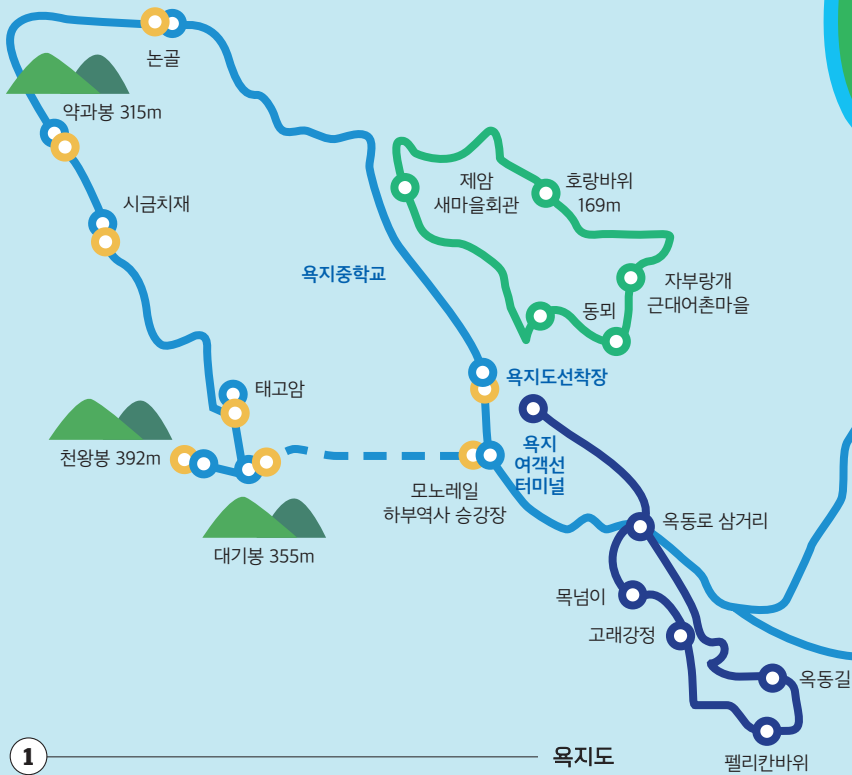 논골
약과봉 315m
시금치재
제암
새마을회관
호랑바위
169m
욕지중학교
자부랑개
근대어촌마을
동뫼
욕지도선착장
태고암
천왕봉 392m
욕지
여객선
터미널
모노레일
하부역사 승강장
옥동로 삼거리
대기봉 355m
목넘이
고래강정
옥동길
펠리칸바위
1
욕지도